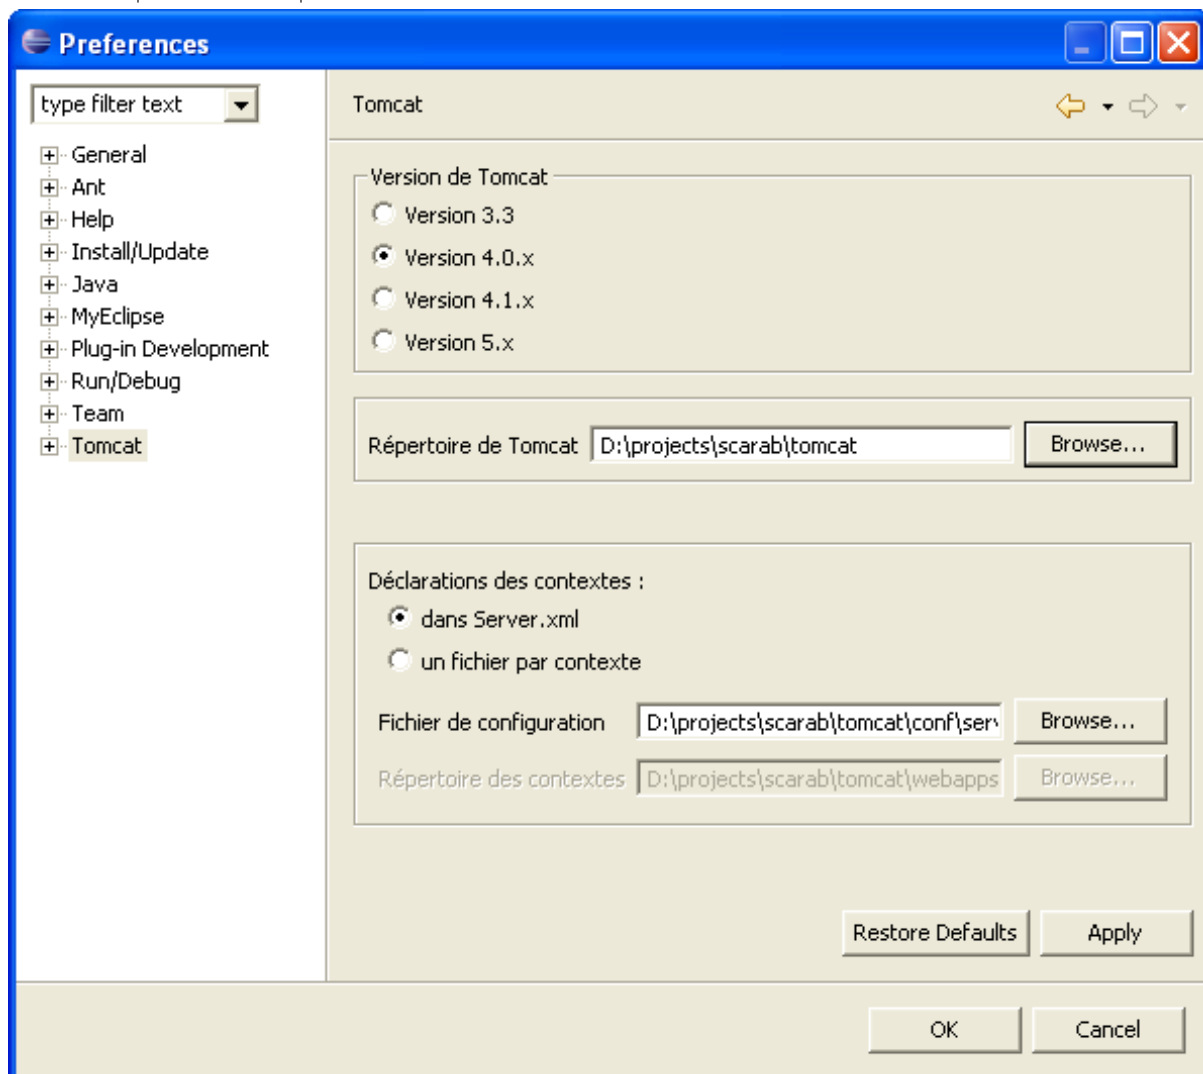 Preferences
type filter text
General
Ant
Help
Install/Update
Java
MyEclipse
Plug-in Development
Run/Debug
Team
Tomcat
Tomcat
Version de Tomcat
Version 3.3
Version 4.0.x
Version 4.1.x
Version 5.x
Répertoire de Tomcat D:\projects\scarab\tomcat Browse...
Déclarations des contextes :
dans Server.xml
un fichier par contexte
Fichier de configuration D:\projects\scarab\tomcat\conf\serv Browse...
Répertoire des contextes D:\projects\scarab\tomcat\webapps Browse...
Restore Defaults Apply
OK Cancel